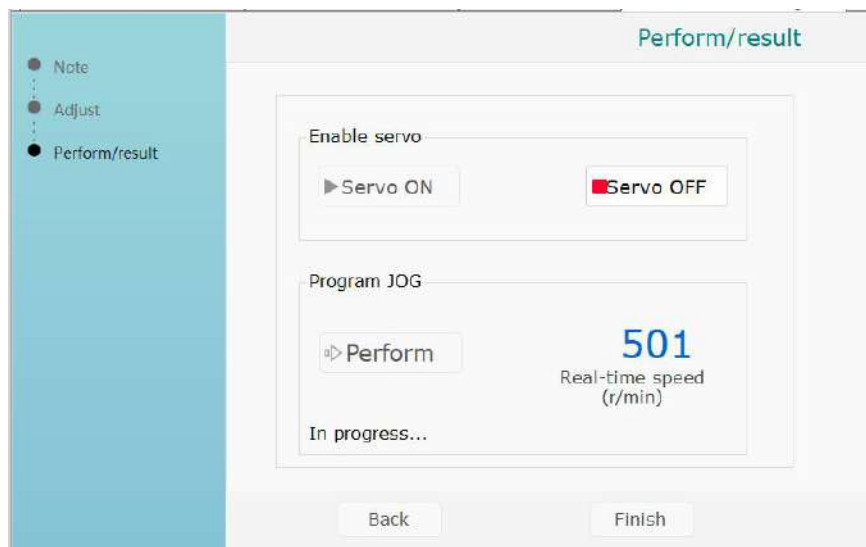 Perform/result
Note
Adjust
Perform/result
Enable servo
Servo ON
Servo OFF
Program JOG
Perform
501
Real-time speed
(r/min)
In progress...
Back
Finish